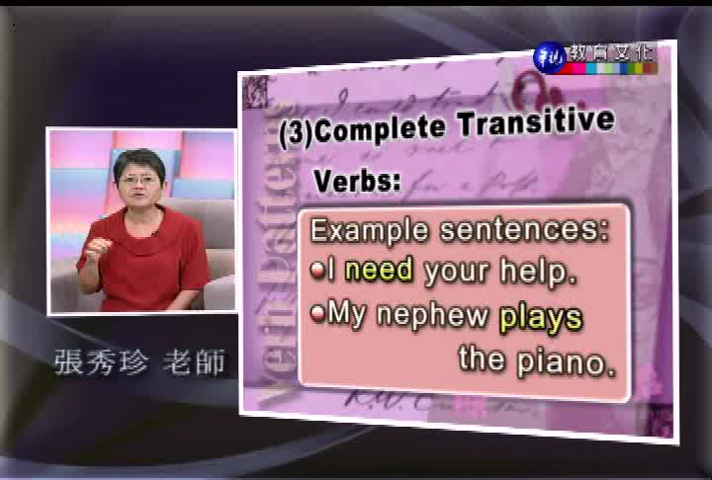 華視 教育文化
(3)Complete Transitive
Verbs:
Example sentences:
•I need your help.
•My nephew plays
the piano.
Verb Patterns
張秀珍 老師